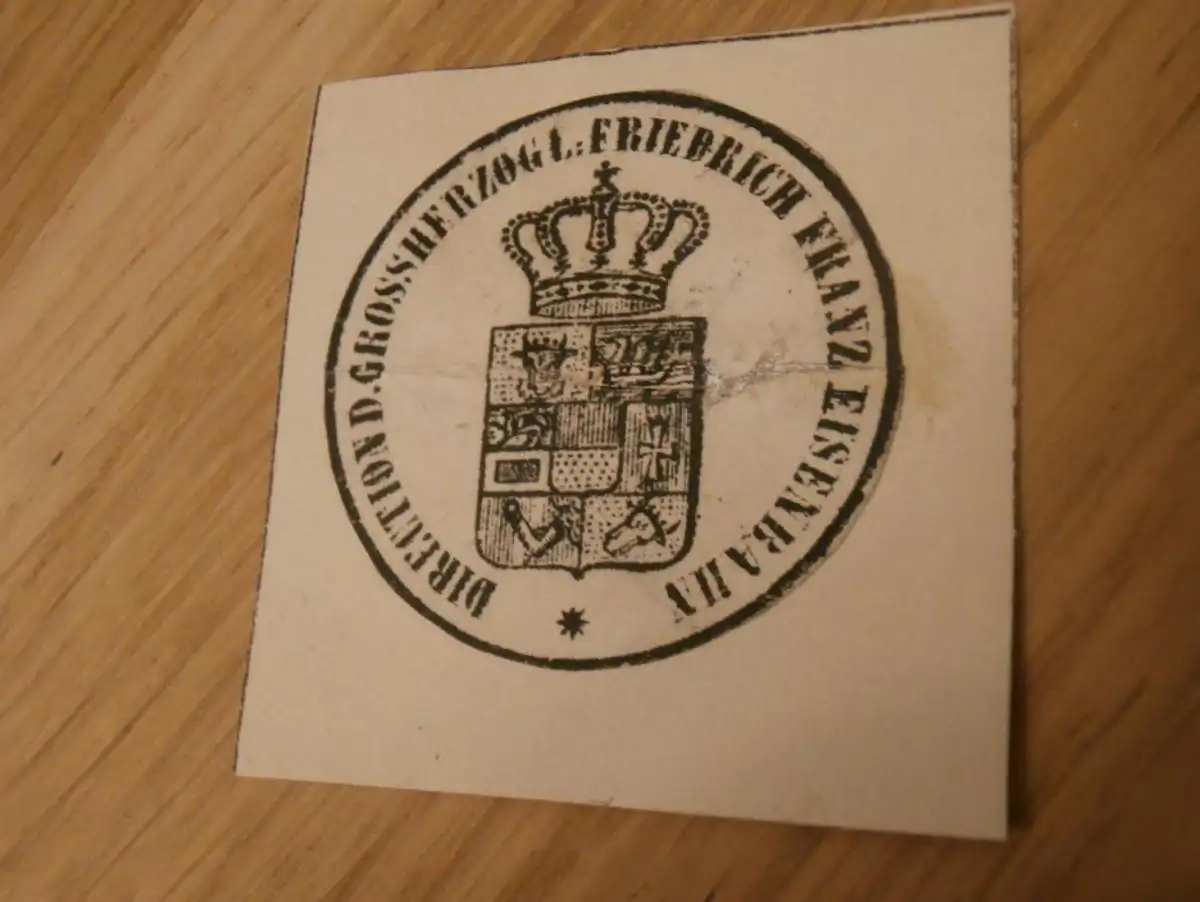 DIRECTION D. GROSSHERZOGL: FRIEDRICH FRANZ EISENBAHN